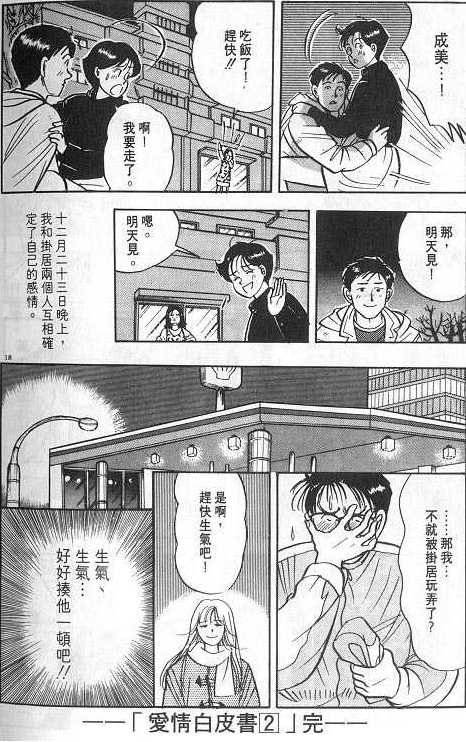 成美…！
吃飯了！
趕快！！
啊！
我要走了。
那，
明天見！
嗯。
明天見。
十二月二十三日晚上，
我和掛居兩個人互相確
定了自己的感情。
18
……那我…
不就被掛居玩弄了？
是啊，
趕快生氣吧！
生氣、
生氣…
好好揍他一頓吧！！
——「愛情白皮書2」完——